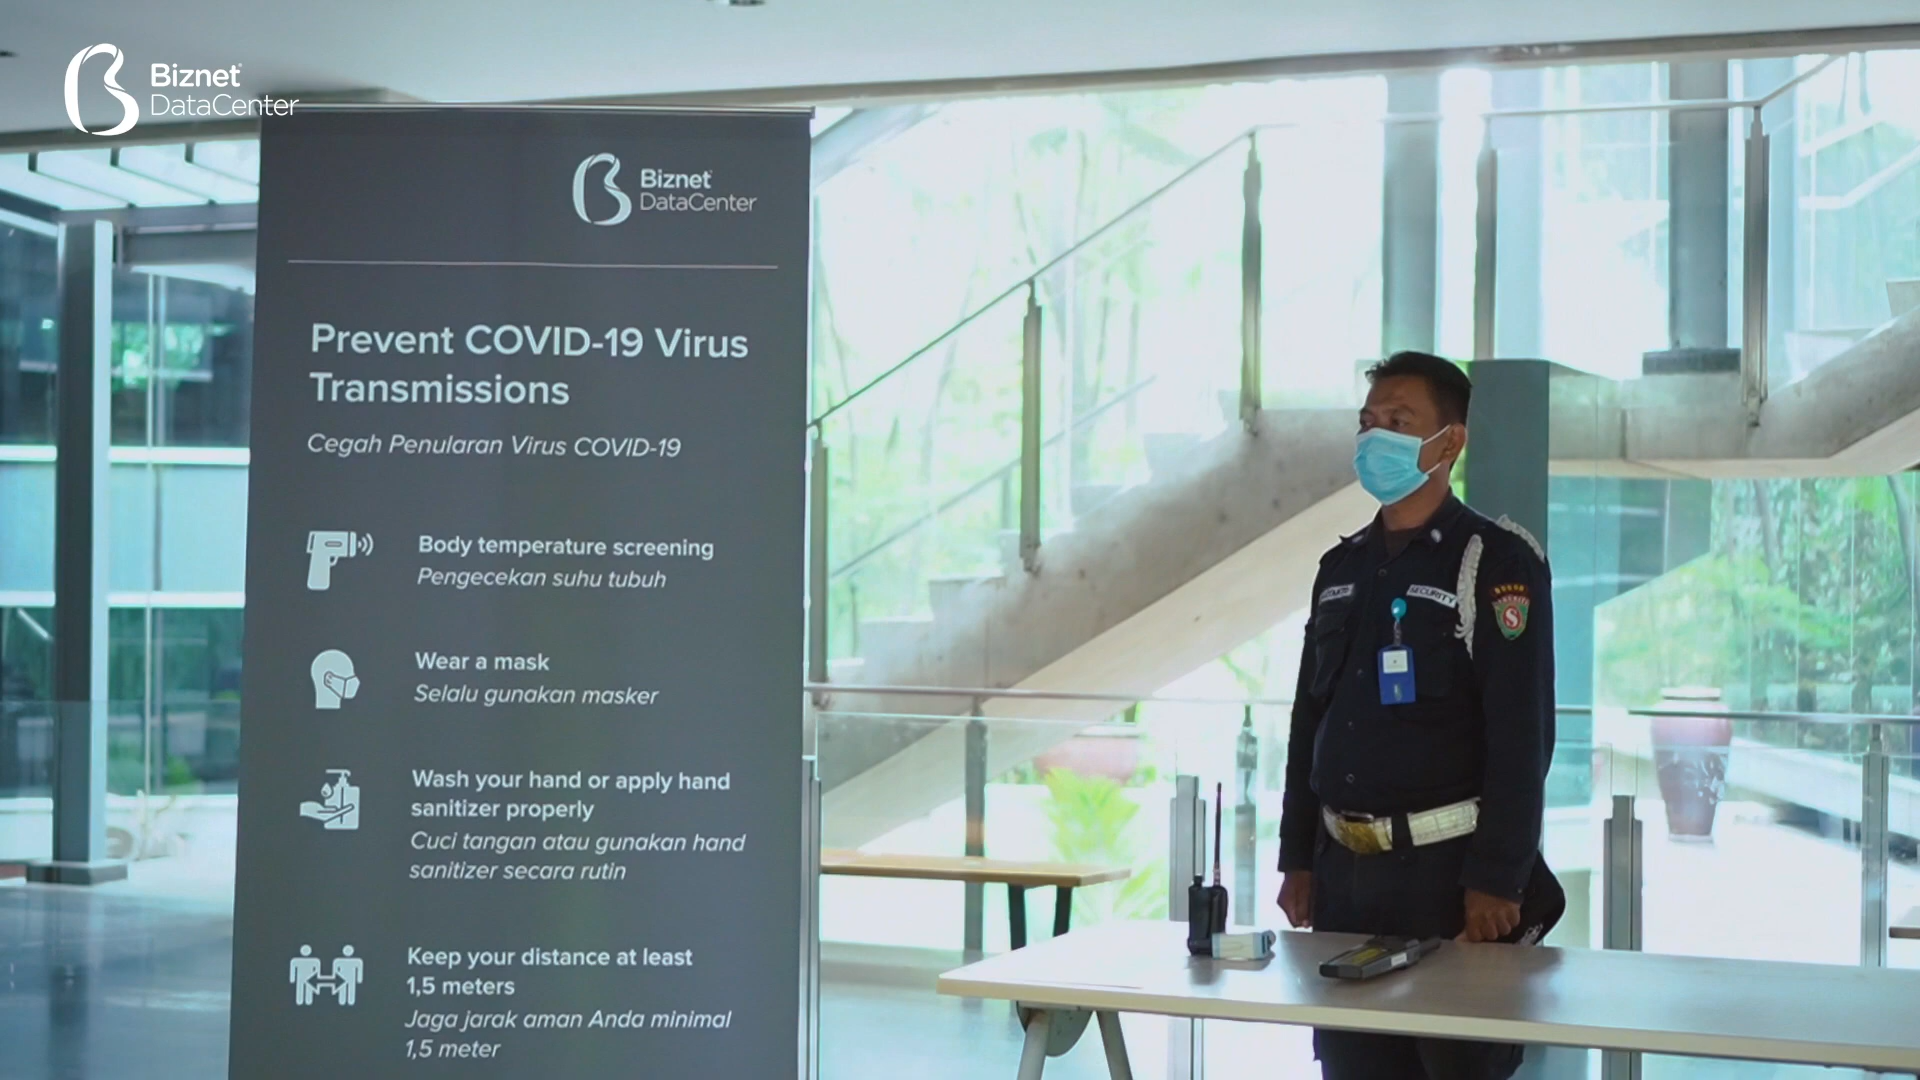 Biznet
DataCenter
Biznet
DataCenter
Prevent COVID-19 Virus
Transmissions
Cegah Penularan Virus COVID-19
Body temperature screening
Pengecekan suhu tubuh
Wear a mask
Selalu gunakan masker
Wash your hand or apply hand
sanitizer properly
Cuci tangan atau gunakan hand
sanitizer secara rutin
Keep your distance at least
1,5 meters
Jaga jarak aman Anda minimal
1,5 meter
SECURITY
S